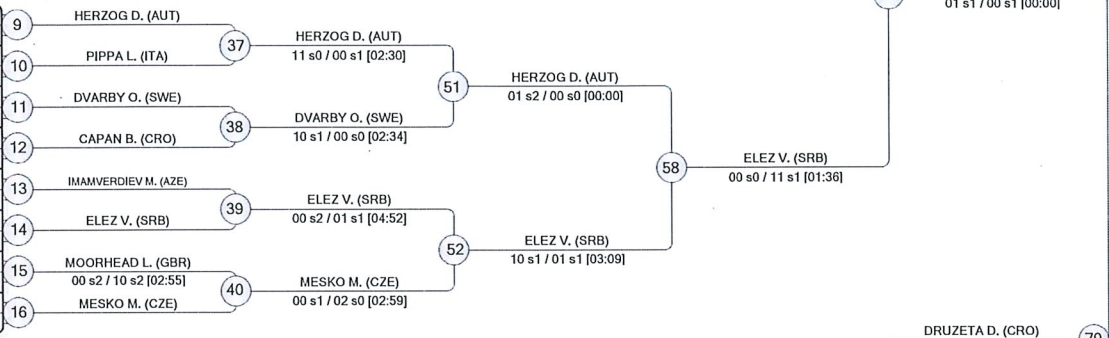 01 s1 / 00 s1 [00:00]
9 HERZOG D. (AUT)
37 HERZOG D. (AUT)
11 s0 / 00 s1 [02:30]
10 PIPPA L. (ITA)
51 HERZOG D. (AUT)
01 s2 / 00 s0 [00:00]
11 DVARBY O. (SWE)
38 DVARBY O. (SWE)
10 s1 / 00 s0 [02:34]
12 CAPAN B. (CRO)
58 ELEZ V. (SRB)
00 s0 / 11 s1 [01:36]
13 IMAMVERDIEV M. (AZE)
39 ELEZ V. (SRB)
00 s2 / 01 s1 [04:52]
14 ELEZ V. (SRB)
52 ELEZ V. (SRB)
10 s1 / 01 s1 [03:09]
15 MOORHEAD L. (GBR)
00 s2 / 10 s2 [02:55]
40 MESKO M. (CZE)
00 s1 / 02 s0 [02:59]
16 MESKO M. (CZE)
DRUZETA D. (CRO)